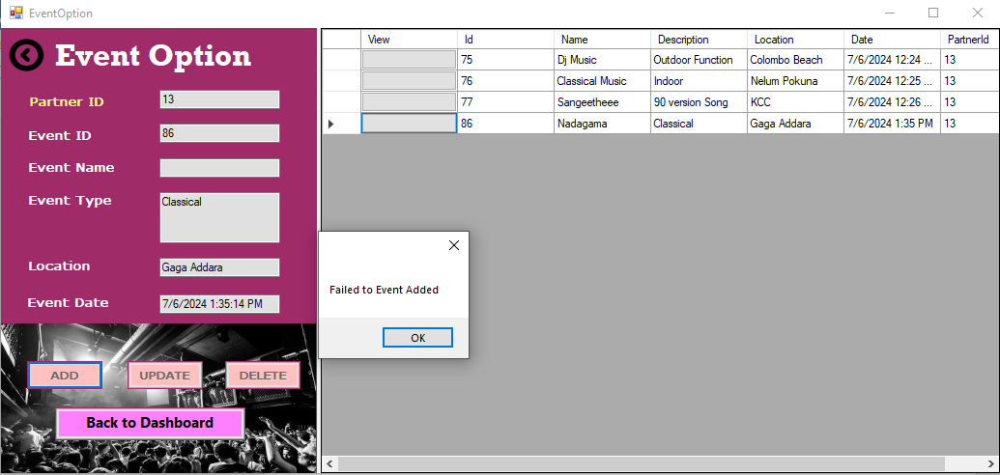 EventOption
Event Option
Partner ID 13
Event ID 86
Event Name
Event Type Classical
Location Gaga Addara
Event Date 7/6/2024 1:35:14 PM
ADD UPDATE DELETE
Back to Dashboard
View Id Name Description Location Date PartnerId
75 Dj Music Outdoor Function Colombo Beach 7/6/2024 12:24 ... 13
76 Classical Music Indoor Nelum Pokuna 7/6/2024 12:25 ... 13
77 Sangeetheee 90 version Song KCC 7/6/2024 12:26 ... 13
86 Nadagama Classical Gaga Addara 7/6/2024 1:35 PM 13
Failed to Event Added
OK